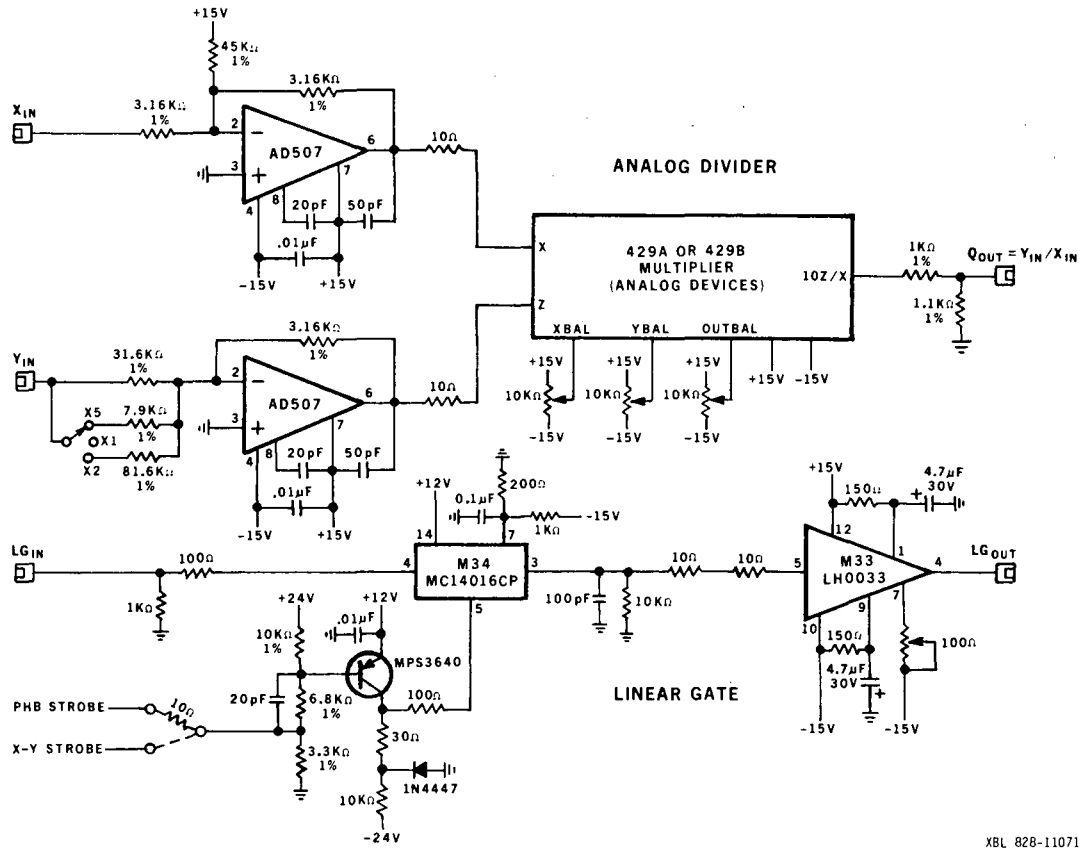 +15V
45KΩ
1%
3.16KΩ
1%
XIN
3.16KΩ
1%
2
−
AD507
6
10Ω
3
+
7
8
4
20pF
50pF
.01μF
-15V
+15V
ANALOG DIVIDER
X
429A OR 429B
MULTIPLIER
(ANALOG DEVICES)
10Z/X
Z
XBAL
YBAL
OUTBAL
1KΩ
1%
QOUT = YIN/XIN
1.1KΩ
1%
+15V
+15V
+15V
+15V
-15V
10KΩ
10KΩ
10KΩ
-15V
-15V
-15V
YIN
31.6KΩ
1%
3.16KΩ
1%
2
−
AD507
6
10Ω
3
+
7
8
4
X5
7.9KΩ
1%
X1
X2
81.6KΩ
1%
20pF
50pF
.01μF
-15V
+15V
LGIN
100Ω
1KΩ
+12V
0.1μF
200Ω
-15V
1KΩ
14
7
4
M34
MC14016CP
3
5
100pF
10KΩ
10Ω
10Ω
+15V
150Ω
4.7μF
30V
+
12
1
5
M33
LH0033
4
LGOUT
10
9
7
150Ω
4.7μF
30V
+
100Ω
-15V
-15V
LINEAR GATE
+24V
+12V
.01μF
10KΩ
1%
MPS3640
20pF
6.8KΩ
1%
100Ω
PHB STROBE
10Ω
X-Y STROBE
3.3KΩ
1%
30Ω
1N4447
10KΩ
-24V
XBL 828-11071